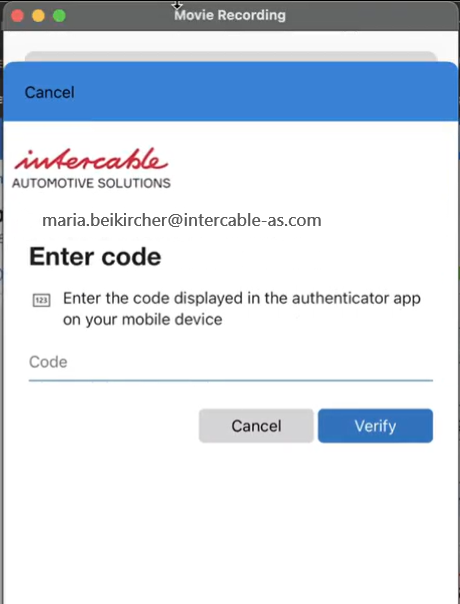 Movie Recording
Cancel
intercable
AUTOMOTIVE SOLUTIONS
maria.beikircher@intercable-as.com
Enter code
123
Enter the code displayed in the authenticator app
on your mobile device
Code
Cancel
Verify